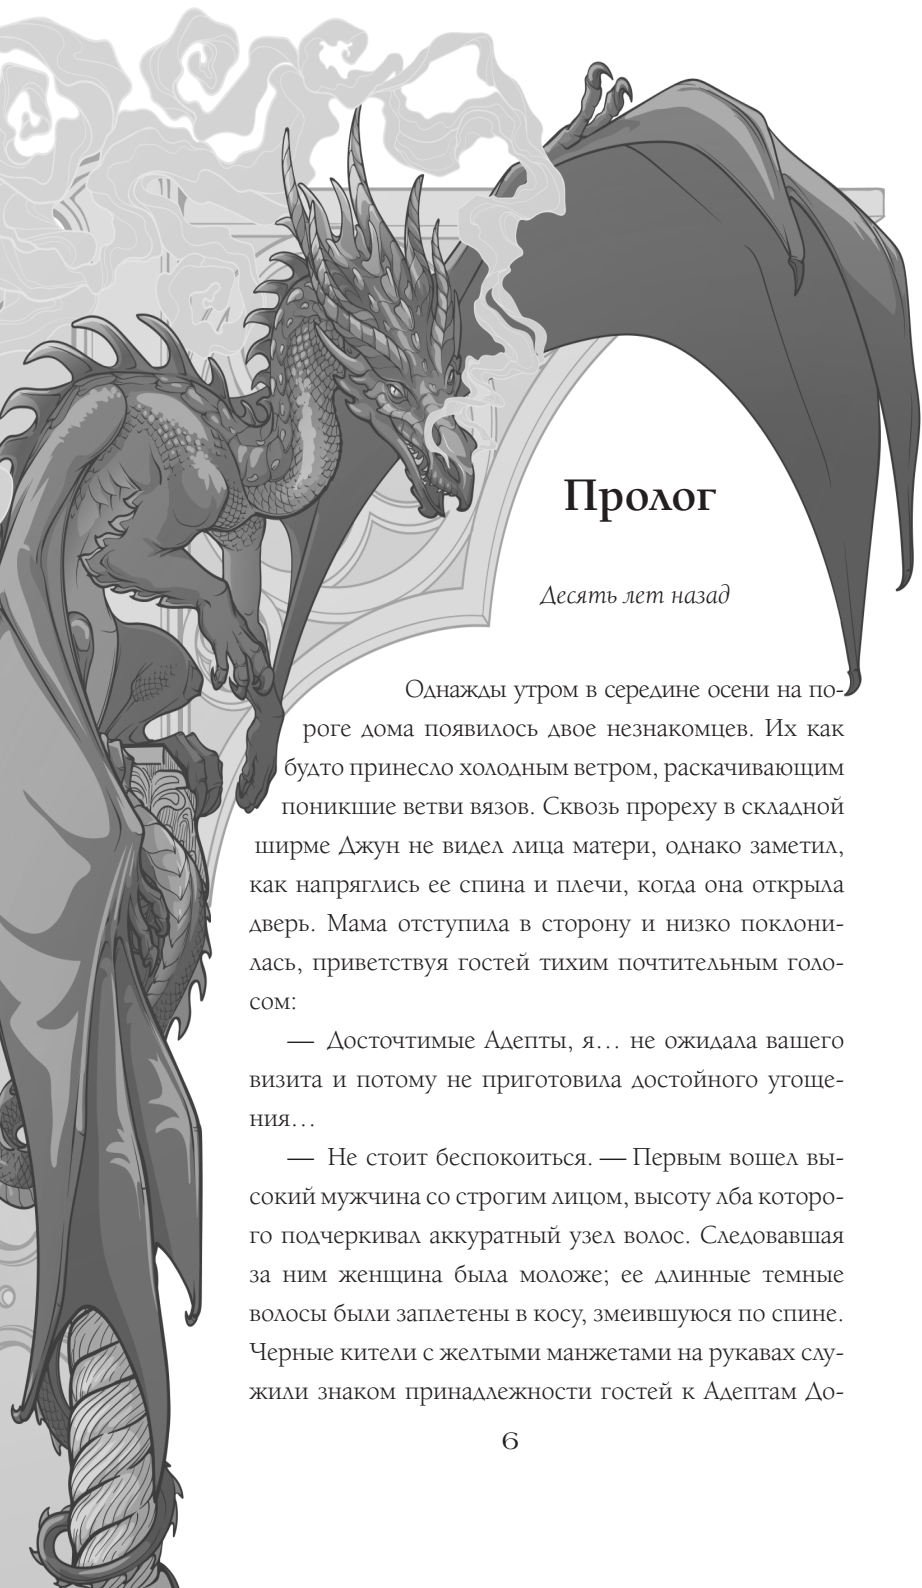 Пролог
Десять лет назад
Однажды утром в середине осени на по-
роге дома появилось двое незнакомцев. Их как
будто принесло холодным ветром, раскачивающим
поникшие ветви вязов. Сквозь прореху в складной
ширме Джун не видел лица матери, однако заметил,
как напряглись ее спина и плечи, когда она открыла
дверь. Мама отступила в сторону и низко поклони-
лась, приветствуя гостей тихим почтительным голо-
сом:
— Досточтимые Адепты, я… не ожидала вашего
визита и потому не приготовила достойного угоще-
ния…
— Не стоит беспокоиться. — Первым вошел вы-
сокий мужчина со строгим лицом, высоту лба которо-
го подчеркивал аккуратный узел волос. Следовавшая
за ним женщина была моложе; ее длинные темные
волосы были заплетены в косу, змеившуюся по спине.
Черные кители с желтыми манжетами на рукавах слу-
жили знаком принадлежности гостей к Адептам До-
6